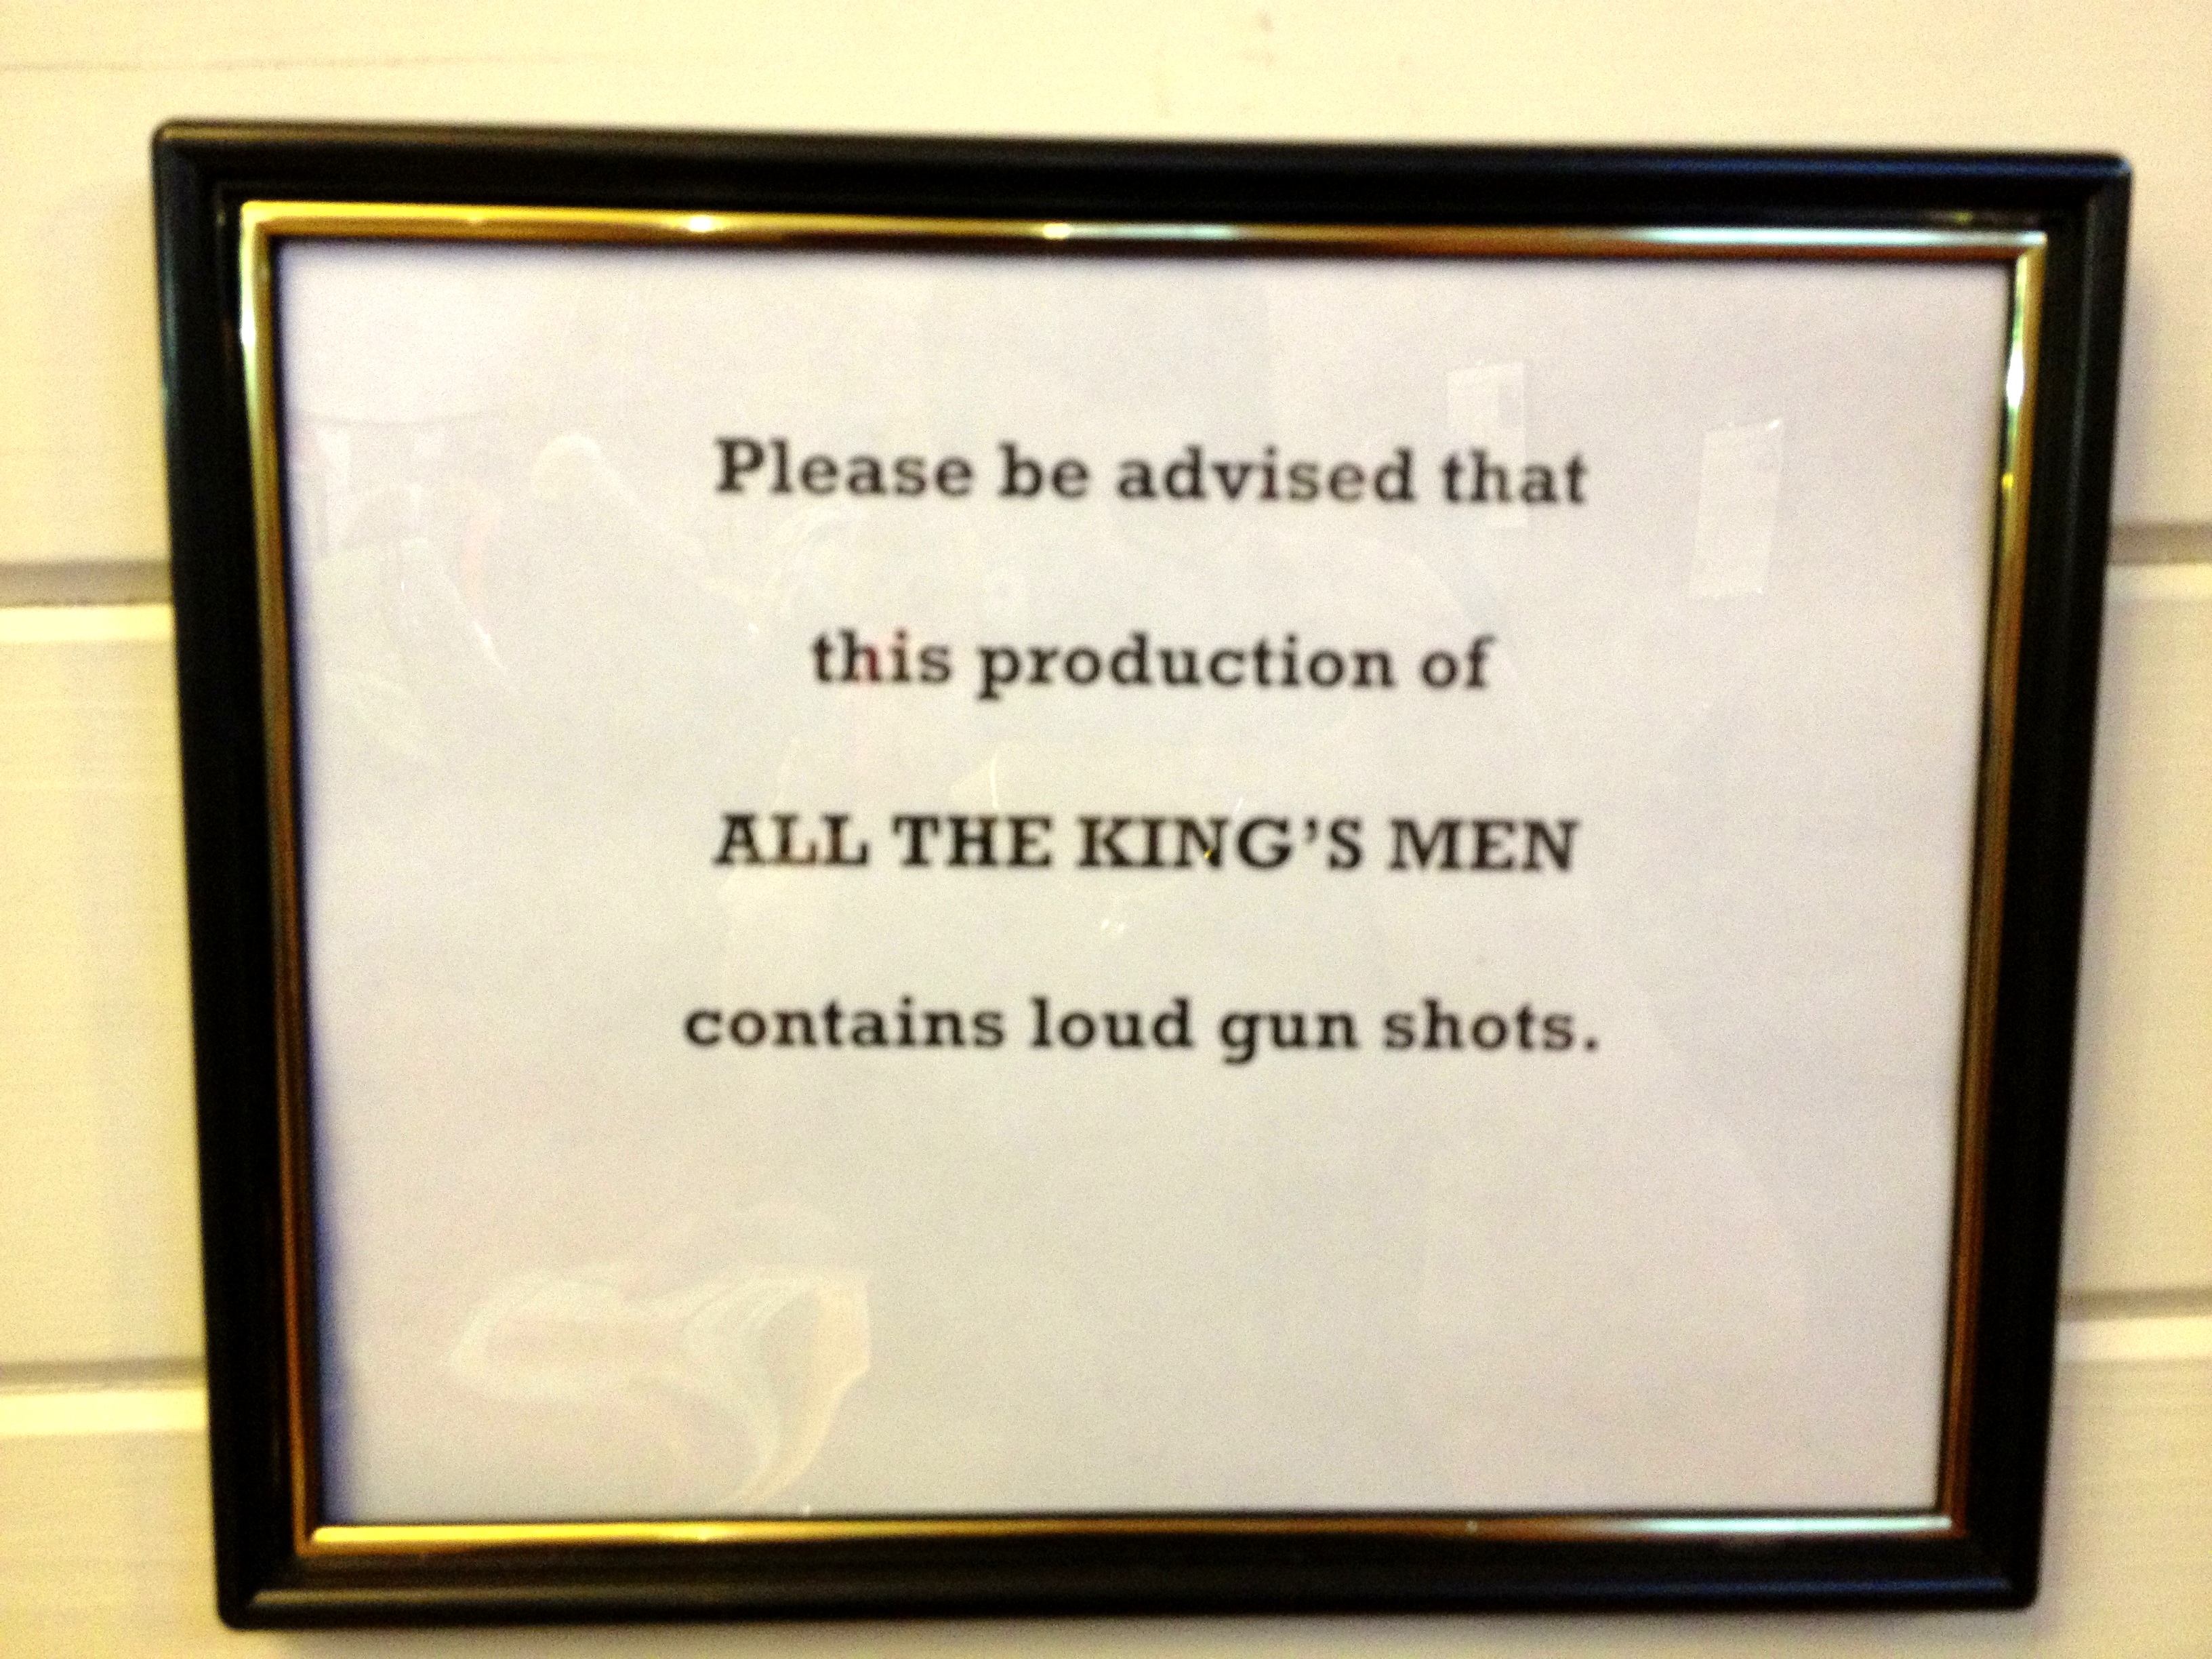 Please be advised that
this production of
ALL THE KING’S MEN
contains loud gun shots.